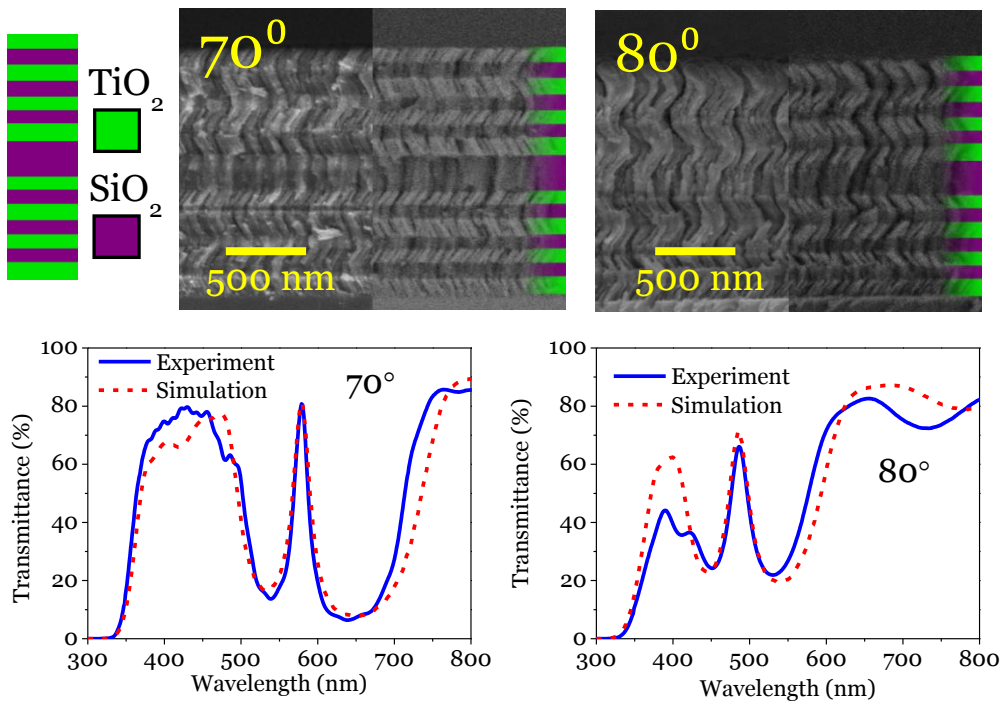 TiO2
SiO2
70⁰
500 nm
80⁰
500 nm
100
80
60
40
20
0
Transmittance (%)
Experiment
Simulation
70°
300 400 500 600 700 800
Wavelength (nm)
100
80
60
40
20
0
Transmittance (%)
Experiment
Simulation
80°
300 400 500 600 700 800
Wavelength (nm)